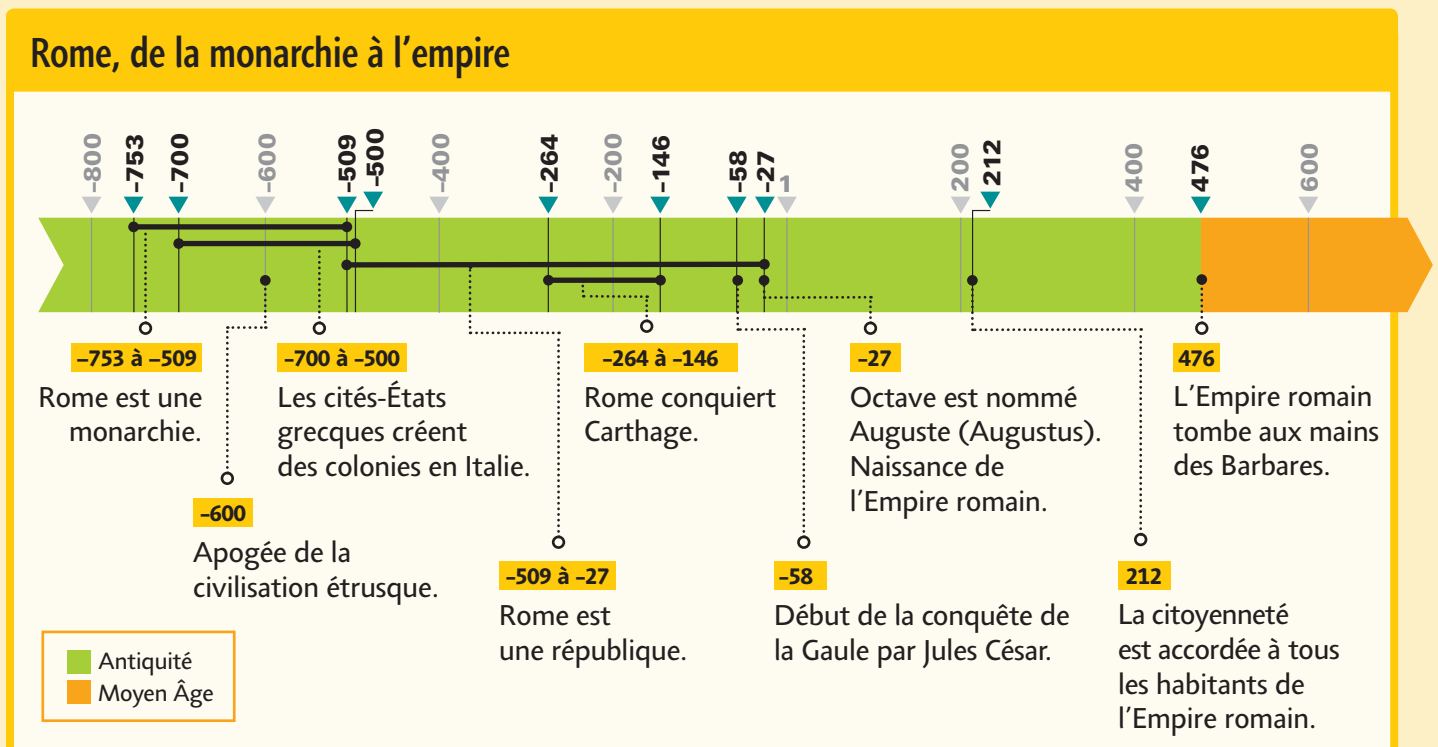 Rome, de la monarchie à l'empire
–800
–753
–700
–600
–509
–500
–400
–264
–200
–146
–58
–27
1
200
212
400
476
600
–753 à –509
Rome est une
monarchie.
–700 à –500
Les cités-États
grecques créent
des colonies en Italie.
–264 à –146
Rome conquiert
Carthage.
–27
Octave est nommé
Auguste (Augustus).
Naissance de
l'Empire romain.
476
L'Empire romain
tombe aux mains
des Barbares.
–600
Apogée de la
civilisation étrusque.
–509 à –27
Rome est
une république.
–58
Début de la conquête de
la Gaule par Jules César.
212
La citoyenneté
est accordée à tous
les habitants de
l'Empire romain.
Antiquité
Moyen Âge